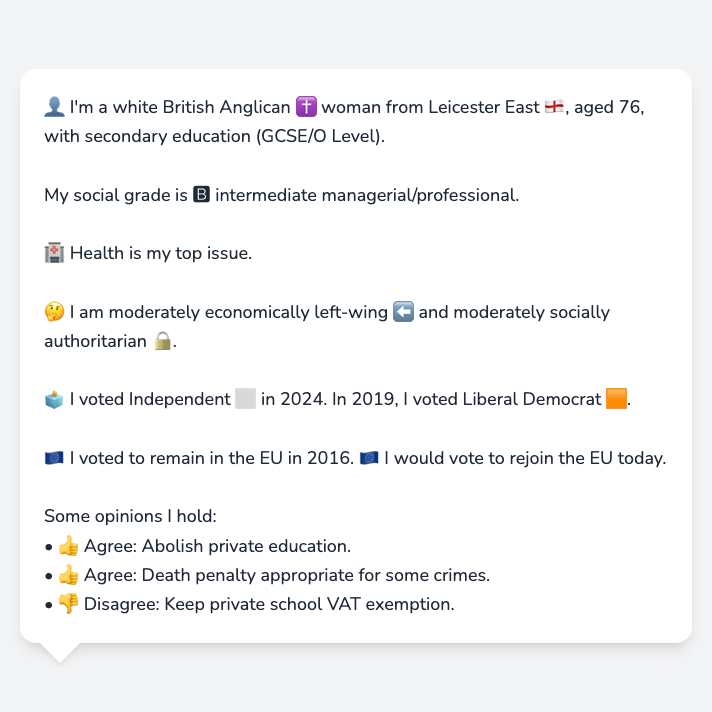 👤 I'm a white British Anglican ✝️ woman from Leicester East 🏴󠁧󠁢󠁥󠁮󠁧󠁿, aged 76,
with secondary education (GCSE/O Level).
My social grade is 🅱 intermediate managerial/professional.
🏥 Health is my top issue.
🤔 I am moderately economically left-wing ⬅️ and moderately socially
authoritarian 🔒.
🗳️ I voted Independent ⬜ in 2024. In 2019, I voted Liberal Democrat 🟧.
🇪🇺 I voted to remain in the EU in 2016. 🇪🇺 I would vote to rejoin the EU today.
Some opinions I hold:
• 👍 Agree: Abolish private education.
• 👍 Agree: Death penalty appropriate for some crimes.
• 👎 Disagree: Keep private school VAT exemption.